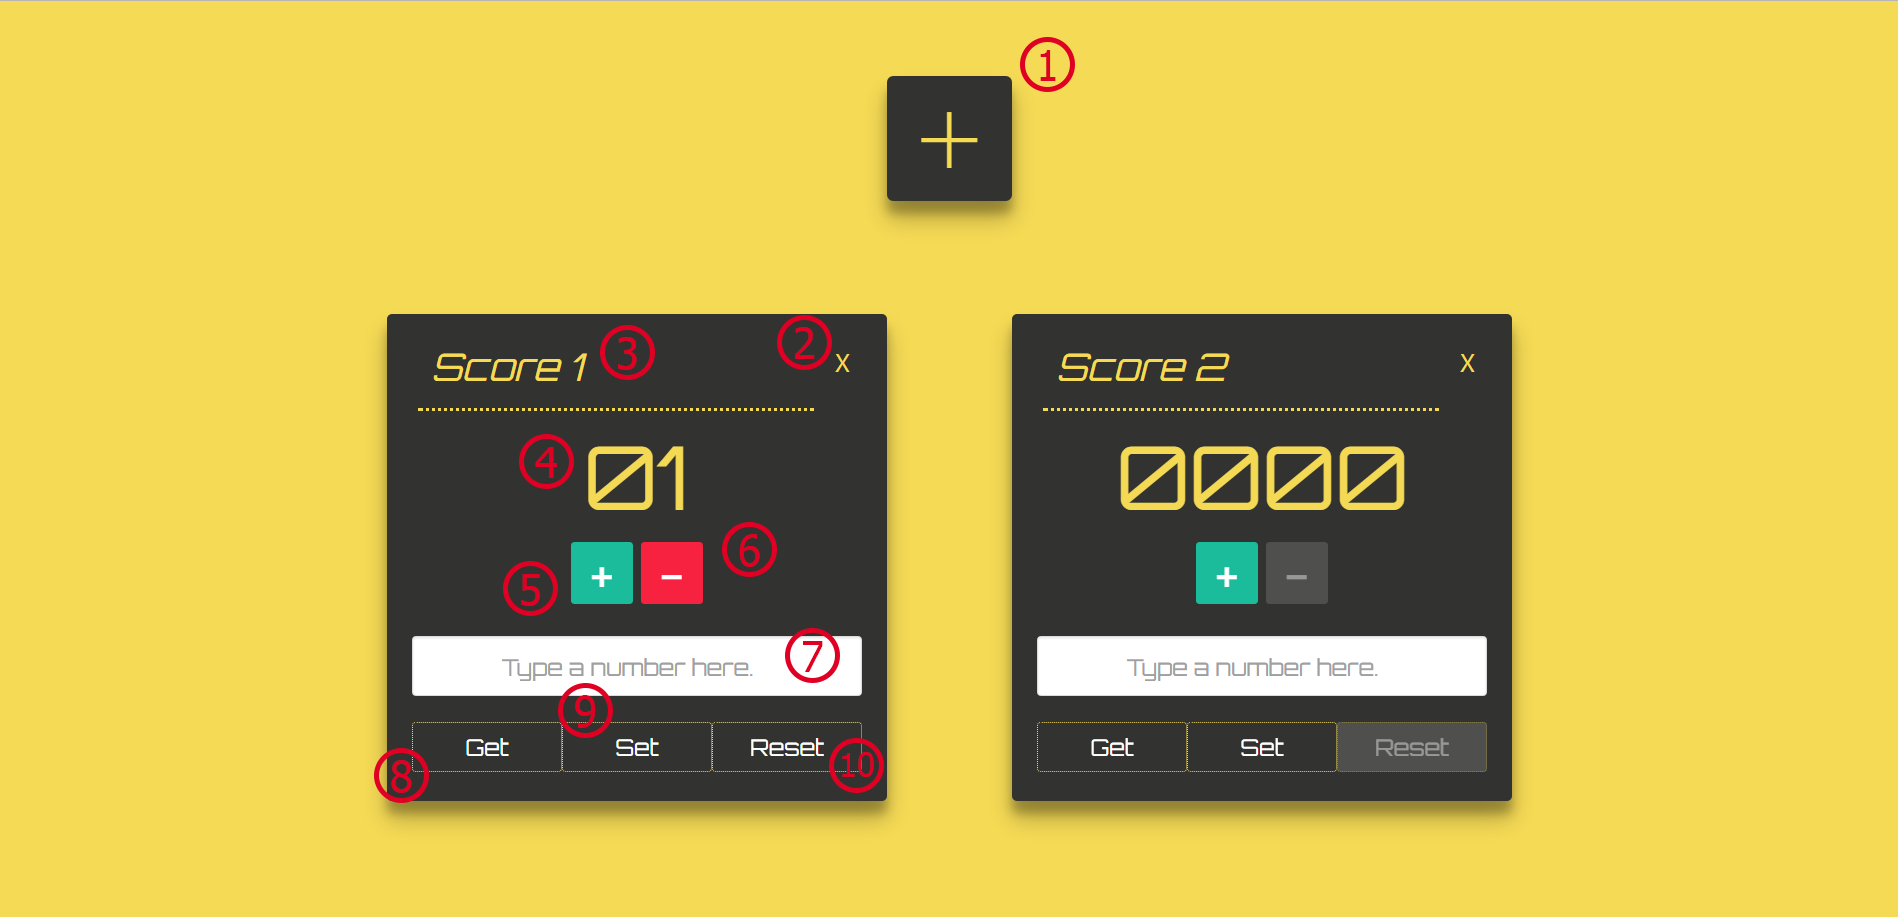 ①
+
Score 1 ③ ② X
Score 2 X
④ 01
0000
⑤ + − ⑥
+ −
Type a number here. ⑦
Type a number here.
⑧ Get ⑨ Set Reset ⑩
Get Set Reset